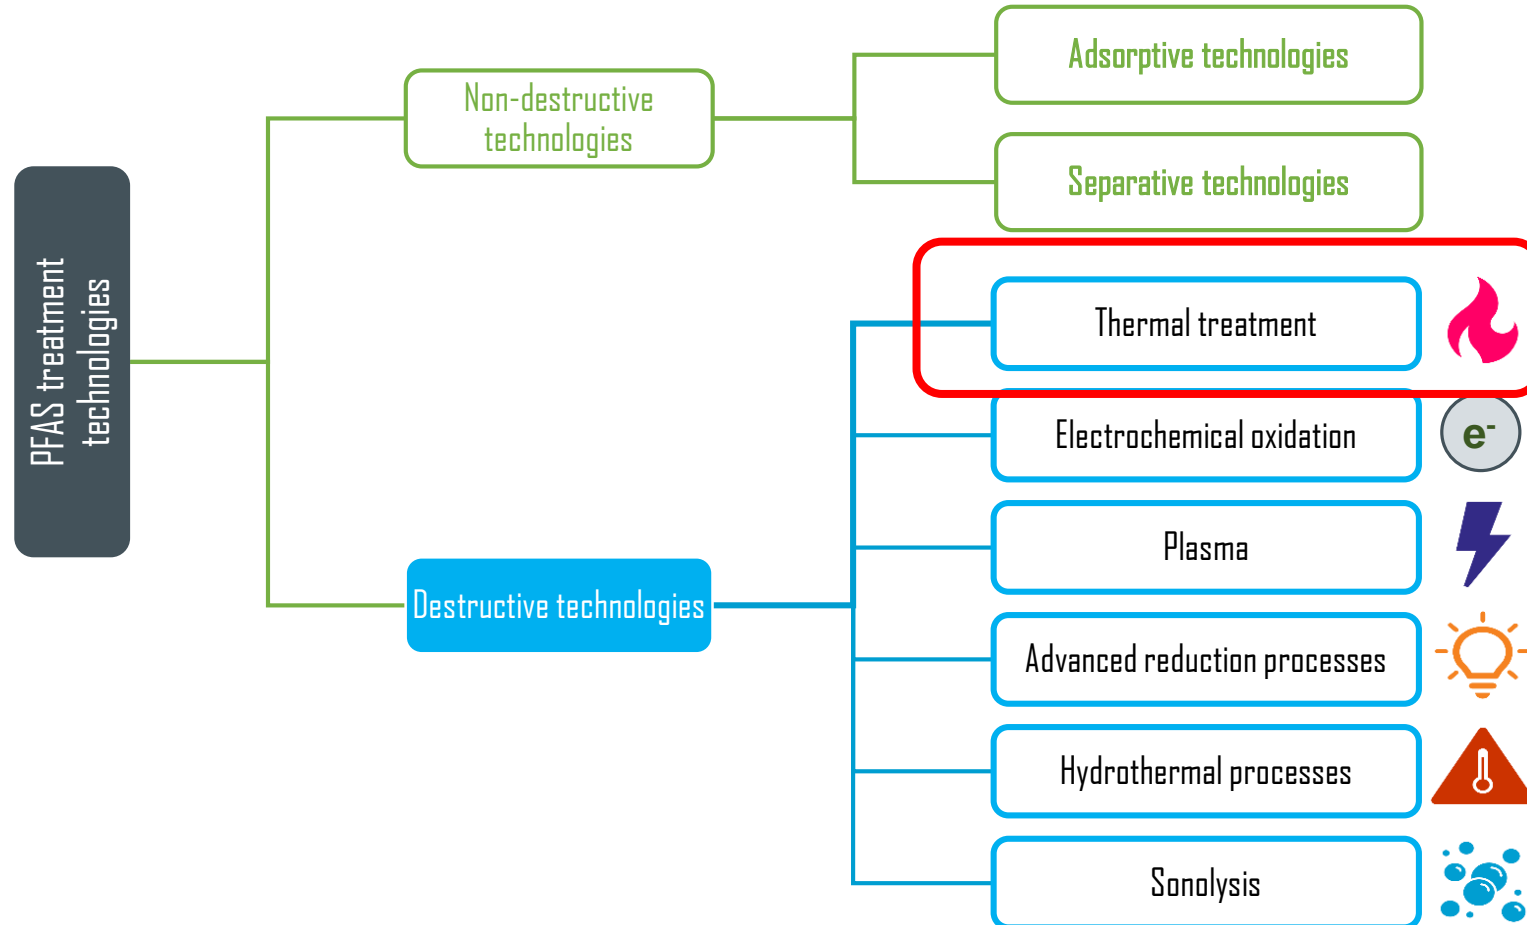 PFAS treatment
technologies
Non-destructive
technologies
Adsorptive technologies
Separative technologies
Destructive technologies
Thermal treatment
Electrochemical oxidation
e-
Plasma
Advanced reduction processes
Hydrothermal processes
Sonolysis